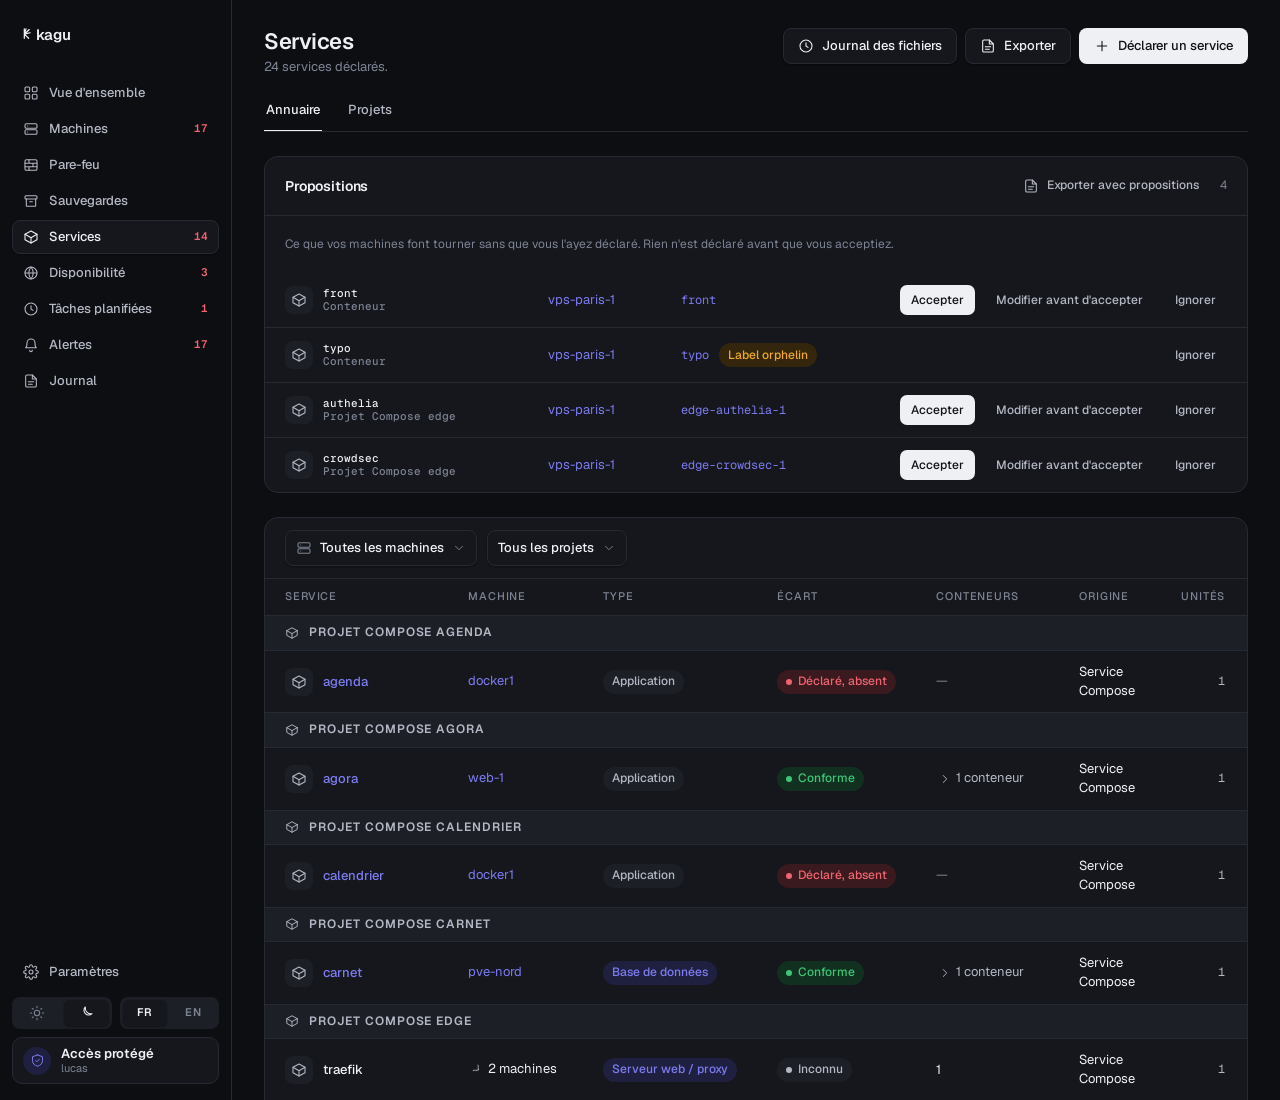 kagu
Vue d'ensemble
Machines 17
Pare-feu
Sauvegardes
Services 14
Disponibilité 3
Tâches planifiées 1
Alertes 17
Journal
Paramètres
FR EN
Accès protégé
lucas
Services
24 services déclarés.
Journal des fichiers Exporter Déclarer un service
Annuaire Projets
Propositions Exporter avec propositions 4
Ce que vos machines font tourner sans que vous l'ayez déclaré. Rien n'est déclaré avant que vous acceptiez.
front
Conteneur
vps-paris-1 front Accepter Modifier avant d'accepter Ignorer
typo
Conteneur
vps-paris-1 typo Label orphelin Ignorer
authelia
Projet Compose edge
vps-paris-1 edge-authelia-1 Accepter Modifier avant d'accepter Ignorer
crowdsec
Projet Compose edge
vps-paris-1 edge-crowdsec-1 Accepter Modifier avant d'accepter Ignorer
Toutes les machines Tous les projets
SERVICE MACHINE TYPE ÉCART CONTENEURS ORIGINE UNITÉS
PROJET COMPOSE AGENDA
agenda docker1 Application Déclaré, absent — Service Compose 1
PROJET COMPOSE AGORA
agora web-1 Application Conforme 1 conteneur Service Compose 1
PROJET COMPOSE CALENDRIER
calendrier docker1 Application Déclaré, absent — Service Compose 1
PROJET COMPOSE CARNET
carnet pve-nord Base de données Conforme 1 conteneur Service Compose 1
PROJET COMPOSE EDGE
traefik 2 machines Serveur web / proxy Inconnu 1 Service Compose 1